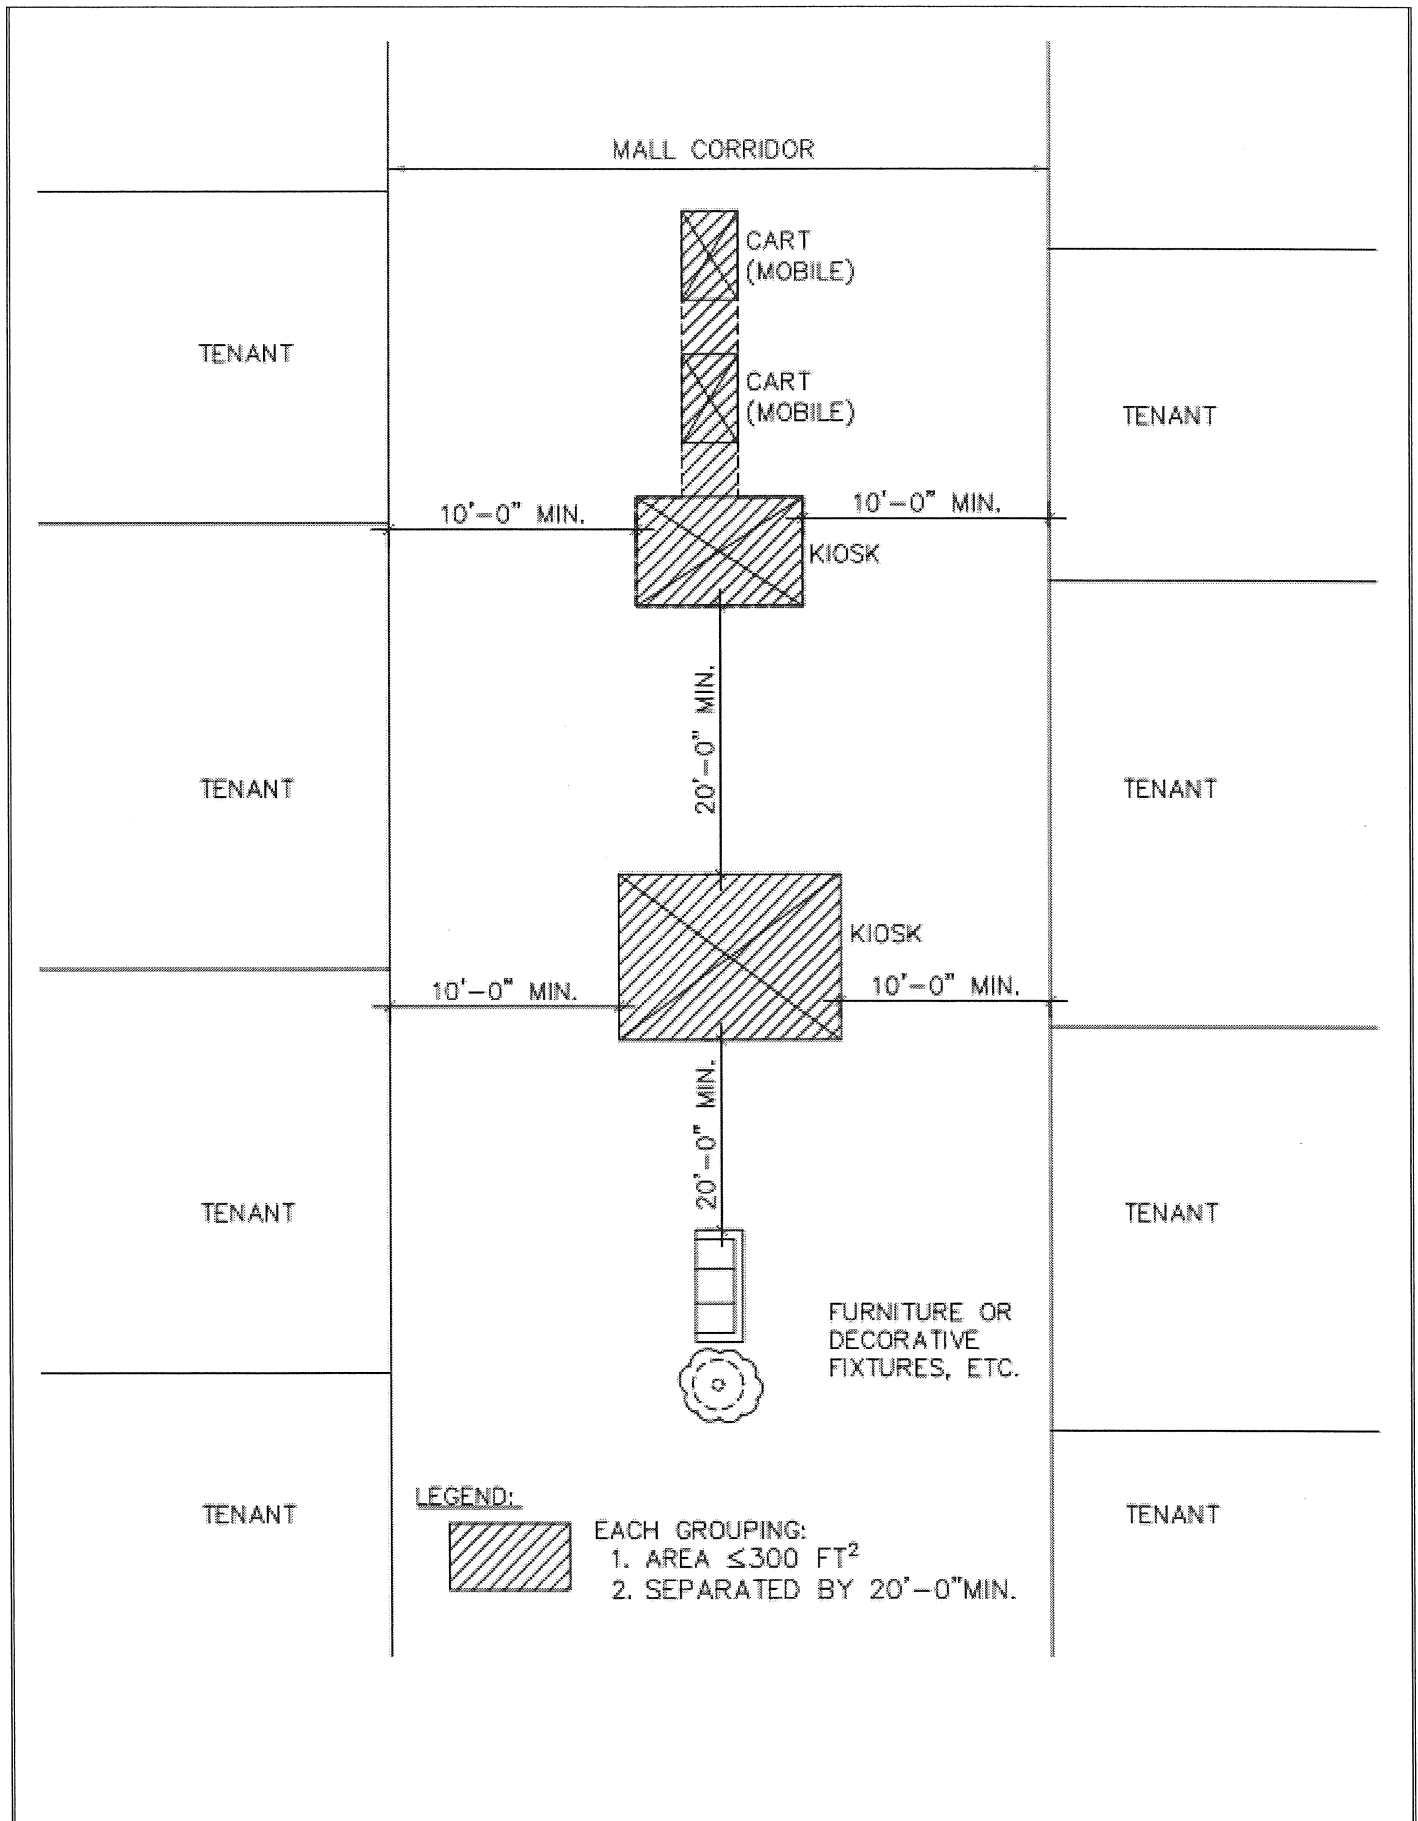 MALL CORRIDOR
CART
(MOBILE)
TENANT
CART
(MOBILE)
TENANT
10'-0" MIN.
10'-0" MIN.
KIOSK
20'-0" MIN.
TENANT
TENANT
KIOSK
10'-0" MIN.
10'-0" MIN.
20'-0" MIN.
TENANT
TENANT
FURNITURE OR
DECORATIVE
FIXTURES, ETC.
LEGEND:
TENANT
TENANT
EACH GROUPING:
1. AREA ≤300 FT²
2. SEPARATED BY 20'-0"MIN.